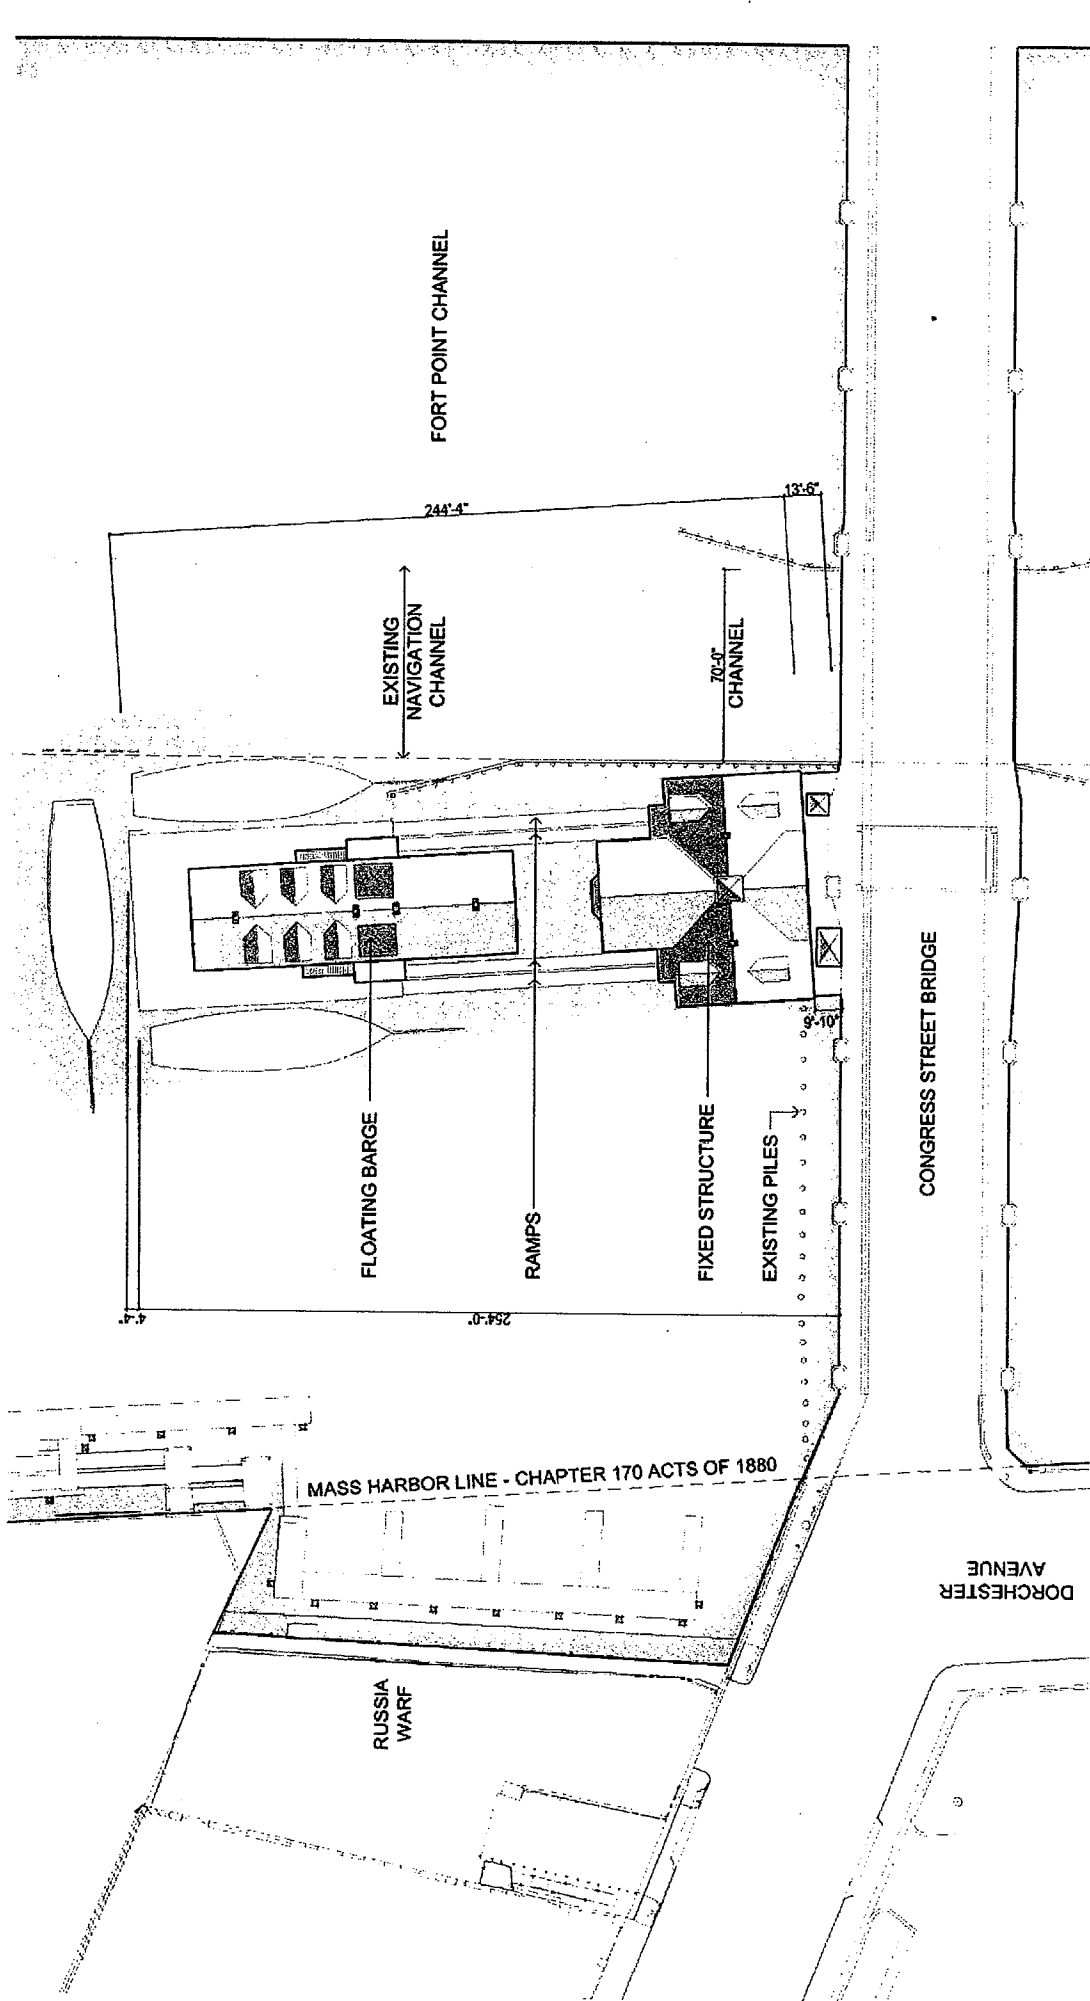 FORT POINT CHANNEL
244'-4"
13'-6"
EXISTING
NAVIGATION
CHANNEL
70'-0"
CHANNEL
9'-10"
CONGRESS STREET BRIDGE
FLOATING BARGE
RAMPS
FIXED STRUCTURE
EXISTING PILES
4'-4"
254'-0"
MASS HARBOR LINE - CHAPTER 170 ACTS OF 1880
DORCHESTER
AVENUE
RUSSIA
WARF